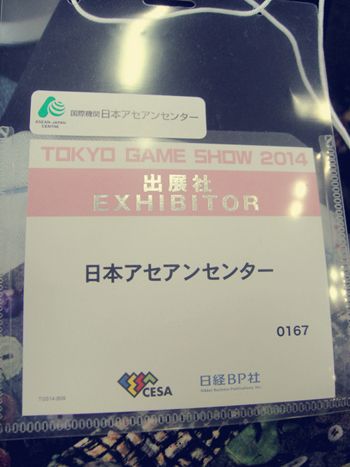 ASEAN-JAPAN
CENTRE
国際機関日本アセアンセンター
TOKYO GAME SHOW 2014
出展社
EXHIBITOR
日本アセアンセンター
0167
CESA
日経BP社
Nikkei Business Publications, Inc.